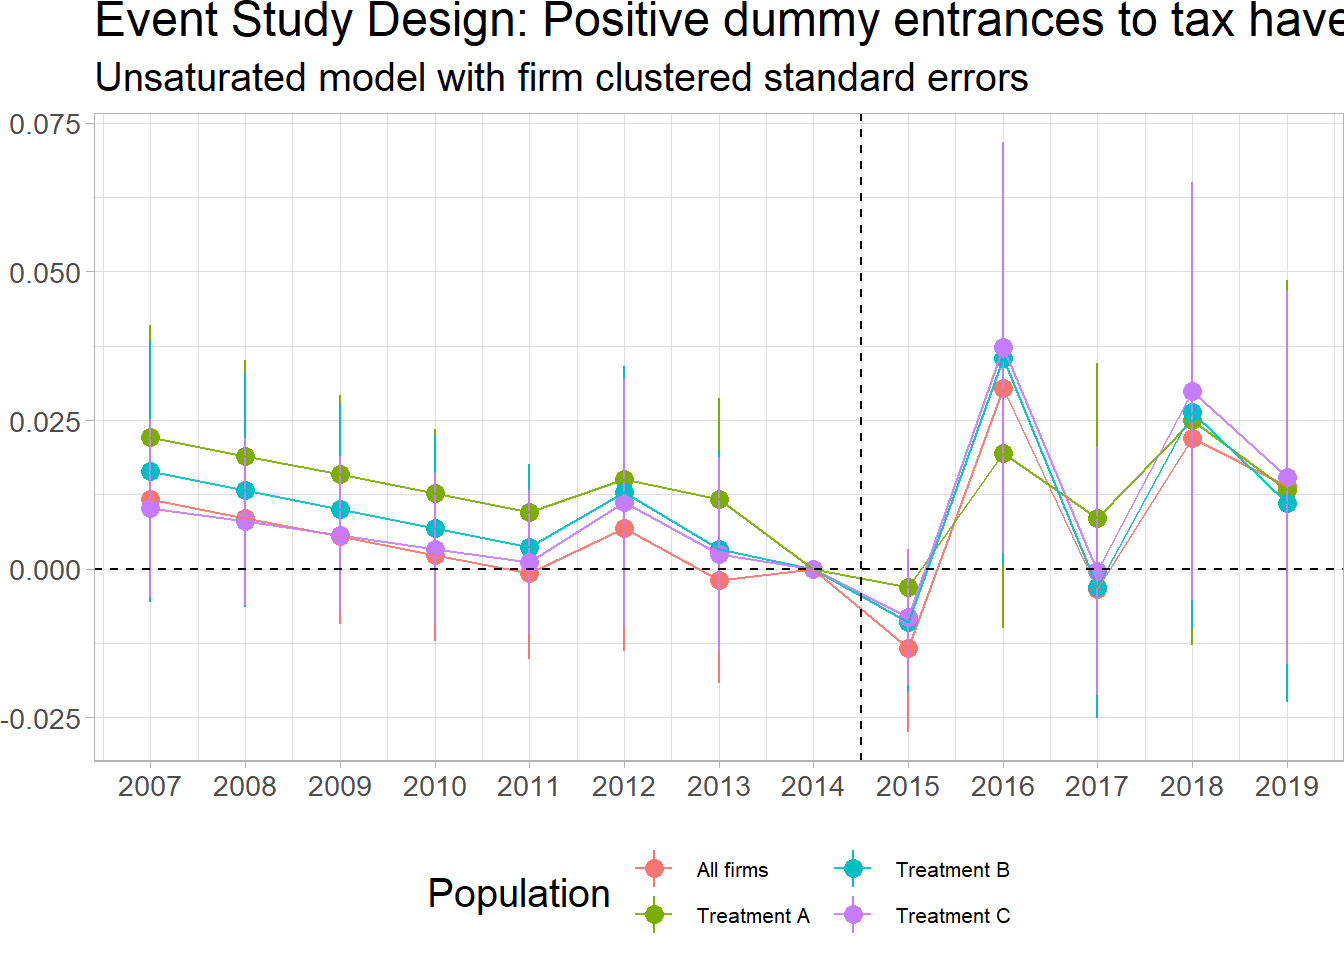 Event Study Design: Positive dummy entrances to tax have
Unsaturated model with firm clustered standard errors
0.075
0.050
0.025
0.000
-0.025
2007 2008 2009 2010 2011 2012 2013 2014 2015 2016 2017 2018 2019
Population
All firms Treatment B
Treatment A Treatment C